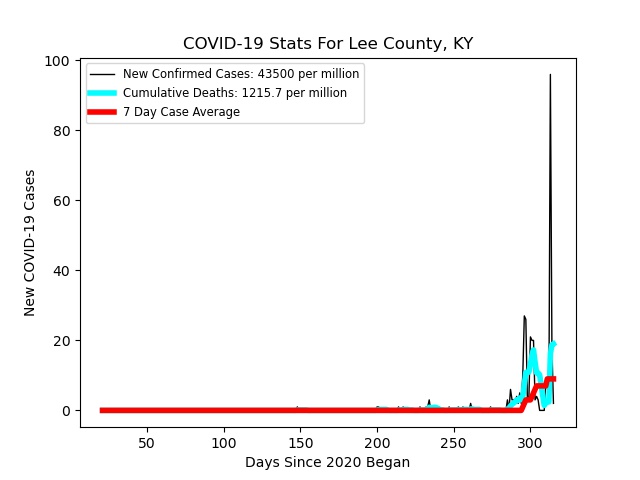 COVID-19 Stats For Lee County, KY
New Confirmed Cases: 43500 per million
Cumulative Deaths: 1215.7 per million
7 Day Case Average
New COVID-19 Cases
100
80
60
40
20
0
50
100
150
200
250
300
Days Since 2020 Began